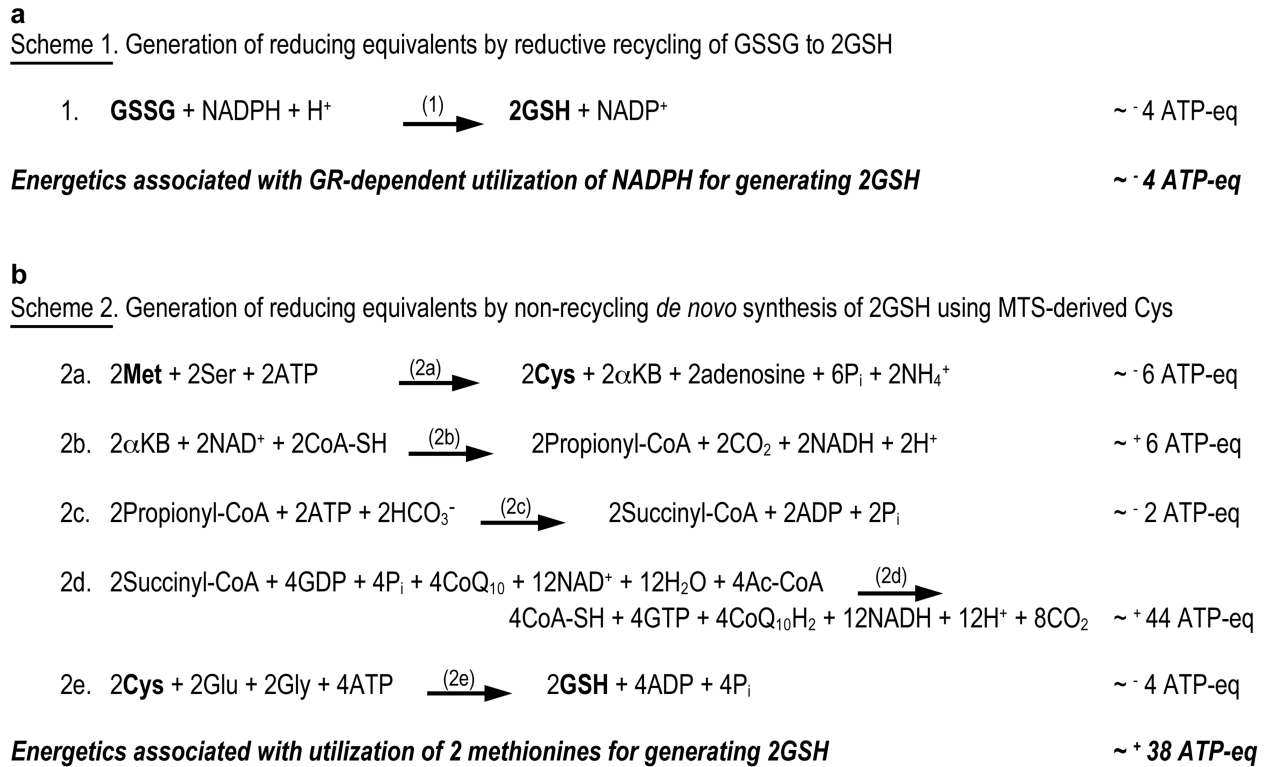 a
Scheme 1. Generation of reducing equivalents by reductive recycling of GSSG to 2GSH
1. GSSG + NADPH + H⁺ (1) 2GSH + NADP⁺ ~ ⁻ 4 ATP-eq
Energetics associated with GR-dependent utilization of NADPH for generating 2GSH ~ ⁻ 4 ATP-eq
b
Scheme 2. Generation of reducing equivalents by non-recycling de novo synthesis of 2GSH using MTS-derived Cys
2a. 2Met + 2Ser + 2ATP (2a) 2Cys + 2αKB + 2adenosine + 6Pᵢ + 2NH₄⁺ ~ ⁻ 6 ATP-eq
2b. 2αKB + 2NAD⁺ + 2CoA-SH (2b) 2Propionyl-CoA + 2CO₂ + 2NADH + 2H⁺ ~ ⁺ 6 ATP-eq
2c. 2Propionyl-CoA + 2ATP + 2HCO₃⁻ (2c) 2Succinyl-CoA + 2ADP + 2Pᵢ ~ ⁻ 2 ATP-eq
2d. 2Succinyl-CoA + 4GDP + 4Pᵢ + 4CoQ₁₀ + 12NAD⁺ + 12H₂O + 4Ac-CoA (2d)
4CoA-SH + 4GTP + 4CoQ₁₀H₂ + 12NADH + 12H⁺ + 8CO₂ ~ ⁺ 44 ATP-eq
2e. 2Cys + 2Glu + 2Gly + 4ATP (2e) 2GSH + 4ADP + 4Pᵢ ~ ⁻ 4 ATP-eq
Energetics associated with utilization of 2 methionines for generating 2GSH ~ ⁺ 38 ATP-eq